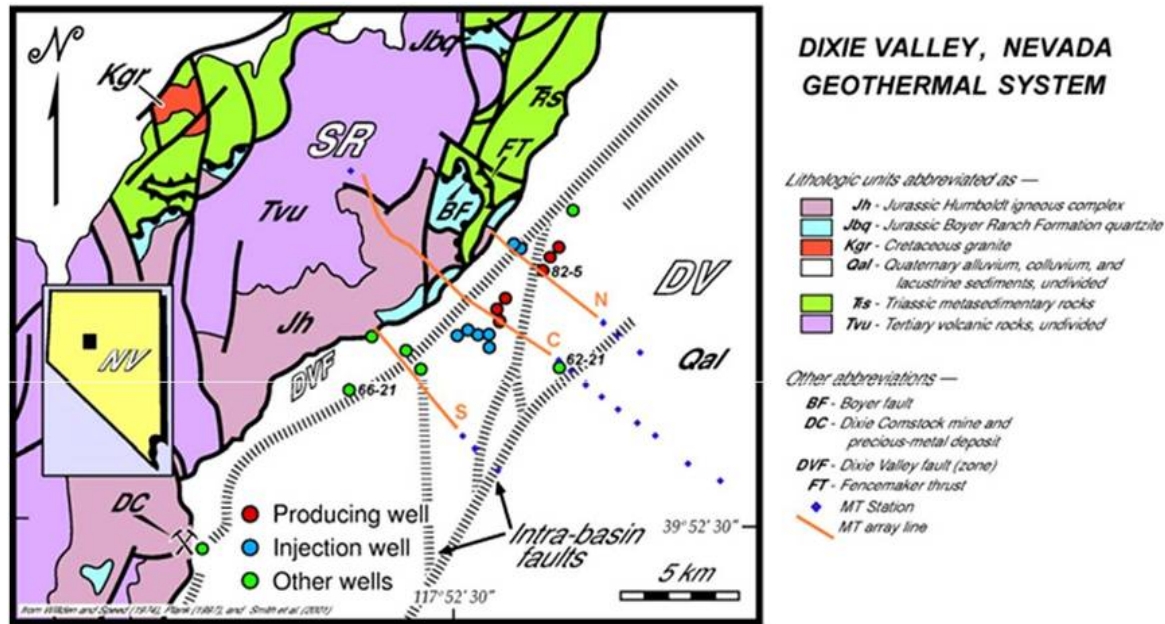 N
Kgr
Jbq
SR
Ŧs
FT
BF
Tvu
Jh
DVF
NV
82-5
DV
N
C
62-21
Qal
66-21
S
DC
Producing well
Injection well
Other wells
Intra-basin
faults
39°52'30"
117°52'30"
5 km
from Wilden and Speed (1974), Plank (1997), and Smith et al. (2001)
DIXIE VALLEY, NEVADA
GEOTHERMAL SYSTEM
Lithologic units abbreviated as —
Jh - Jurassic Humboldt igneous complex
Jbq - Jurassic Boyer Ranch Formation quartzite
Kgr - Cretaceous granite
Qal - Quaternary alluvium, colluvium, and
lacustrine sediments, undivided
Ŧs - Triassic metasedimentary rocks
Tvu - Tertiary volcanic rocks, undivided
Other abbreviations —
BF - Boyer fault
DC - Dixie Comstock mine and
precious-metal deposit
DVF - Dixie Valley fault (zone)
FT - Fencemaker thrust
MT Station
MT array line